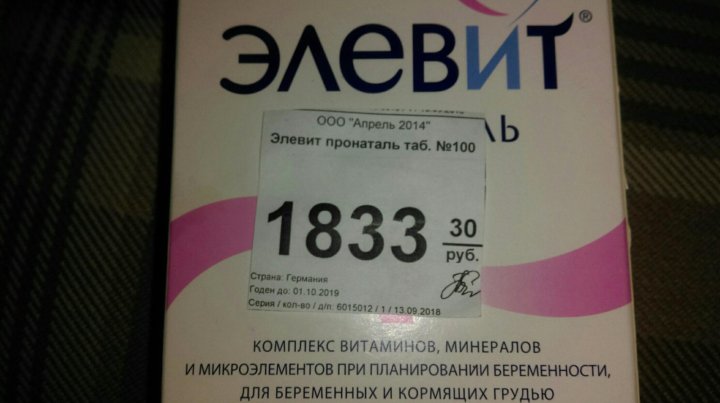 элевит®
ль
ООО "Апрель 2014"
Элевит пронаталь таб. №100
1833 30
руб.
Страна: Германия
Годен до: 01.10.2019
Серия / кол-во / д/п: 6015012 / 1 / 13.09.2018
КОМПЛЕКС ВИТАМИНОВ, МИНЕРАЛОВ
И МИКРОЭЛЕМЕНТОВ ПРИ ПЛАНИРОВАНИИ БЕРЕМЕННОСТИ,
ДЛЯ БЕРЕМЕННЫХ И КОРМЯЩИХ ГРУДЬЮ